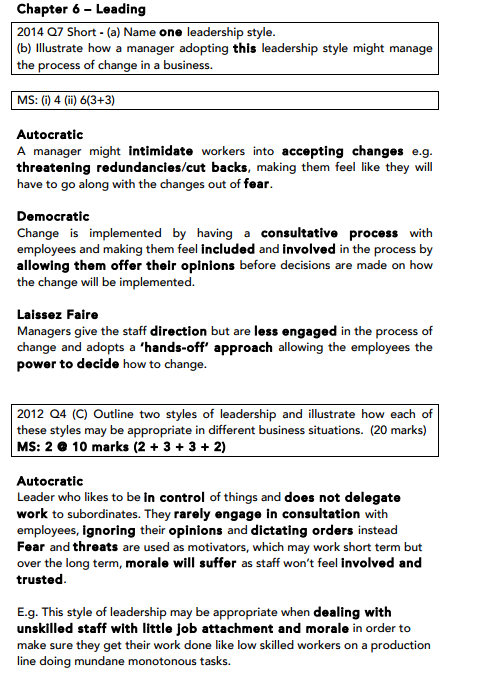 Chapter 6 – Leading
2014 Q7 Short - (a) Name one leadership style.
(b) Illustrate how a manager adopting this leadership style might manage
the process of change in a business.
MS: (i) 4 (ii) 6(3+3)
Autocratic
A manager might intimidate workers into accepting changes e.g.
threatening redundancies/cut backs, making them feel like they will
have to go along with the changes out of fear.
Democratic
Change is implemented by having a consultative process with
employees and making them feel included and involved in the process by
allowing them offer their opinions before decisions are made on how
the change will be implemented.
Laissez Faire
Managers give the staff direction but are less engaged in the process of
change and adopts a ‘hands-off’ approach allowing the employees the
power to decide how to change.
2012 Q4 (C) Outline two styles of leadership and illustrate how each of
these styles may be appropriate in different business situations. (20 marks)
MS: 2 @ 10 marks (2 + 3 + 3 + 2)
Autocratic
Leader who likes to be in control of things and does not delegate
work to subordinates. They rarely engage in consultation with
employees, ignoring their opinions and dictating orders instead
Fear and threats are used as motivators, which may work short term but
over the long term, morale will suffer as staff won’t feel involved and
trusted.
E.g. This style of leadership may be appropriate when dealing with
unskilled staff with little job attachment and morale in order to
make sure they get their work done like low skilled workers on a production
line doing mundane monotonous tasks.